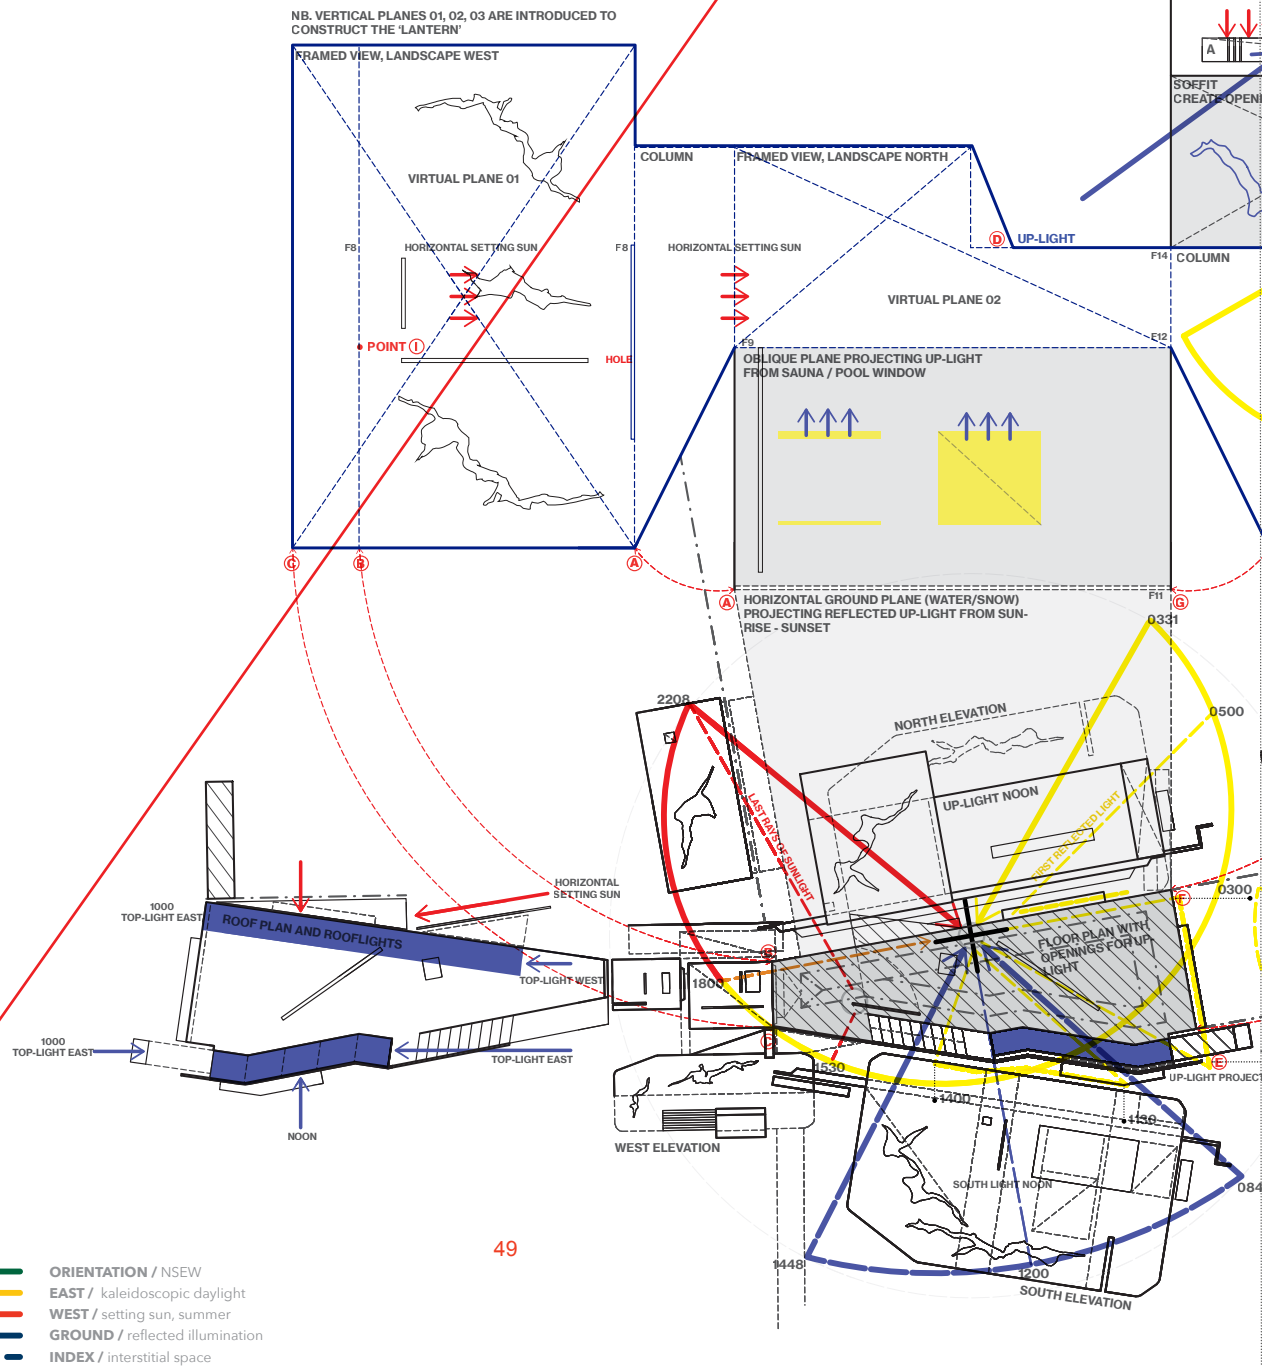 NB. VERTICAL PLANES 01, 02, 03 ARE INTRODUCED TO
CONSTRUCT THE ‘LANTERN’
FRAMED VIEW, LANDSCAPE WEST
VIRTUAL PLANE 01
F8
HORIZONTAL SETTING SUN
F8
POINT I
HOLE
C
B
A
COLUMN
FRAMED VIEW, LANDSCAPE NORTH
HORIZONTAL SETTING SUN
D
UP-LIGHT
VIRTUAL PLANE 02
F14
COLUMN
F12
F9
A
SOFFIT
OBLIQUE PLANE PROJECTING UP-LIGHT
FROM SAUNA / POOL WINDOW
A
HORIZONTAL GROUND PLANE (WATER/SNOW)
PROJECTING REFLECTED UP-LIGHT FROM SUN-
RISE - SUNSET
F11
G
0331
2208
0500
NORTH ELEVATION
UP-LIGHT NOON
LAST RAYS OF SUNLIGHT
FIRST REFLECTED LIGHT
0300
F
FLOOR PLAN WITH
OPENINGS FOR UP-
LIGHT
HORIZONTAL
SETTING SUN
1000
TOP-LIGHT EAST
ROOF PLAN AND ROOFLIGHTS
TOP-LIGHT WEST
B
1800
1000
TOP-LIGHT EAST
TOP-LIGHT EAST
C
E
1530
UP-LIGHT PROJECT
1400
1130
NOON
WEST ELEVATION
SOUTH LIGHT NOON
084
1448
1200
SOUTH ELEVATION
49
ORIENTATION / NSEW
EAST / kaleidoscopic daylight
WEST / setting sun, summer
GROUND / reflected illumination
INDEX / interstitial space